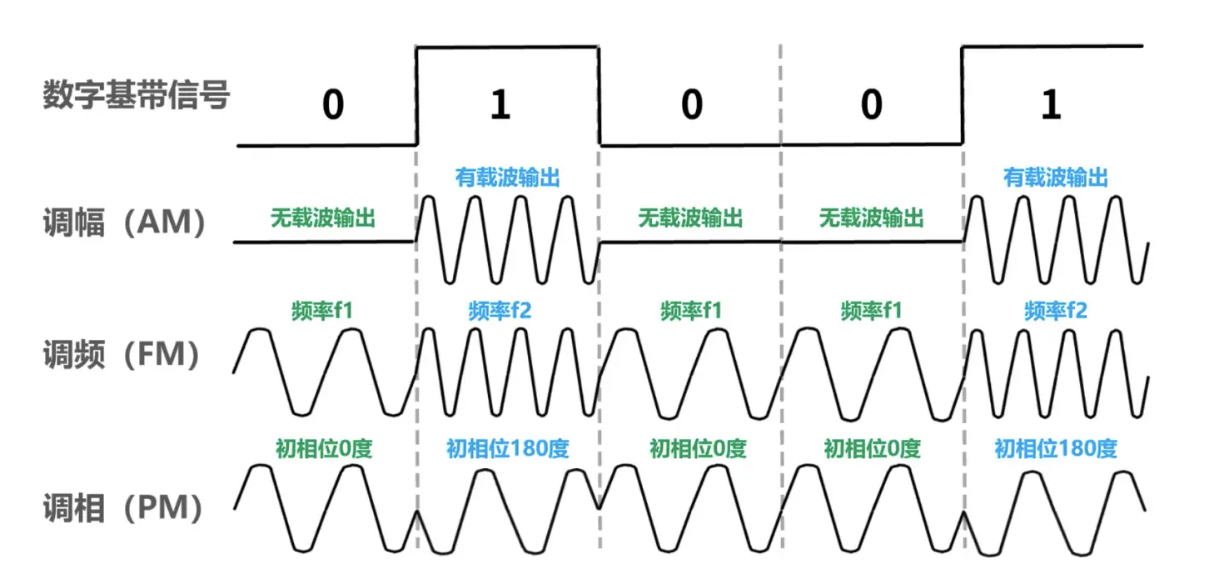 数字基带信号 0 1 0 0 1
有载波输出 有载波输出
调幅（AM） 无载波输出 无载波输出 无载波输出
频率f1 频率f2 频率f1 频率f1 频率f2
调频（FM）
初相位0度 初相位180度 初相位0度 初相位0度 初相位180度
调相（PM）